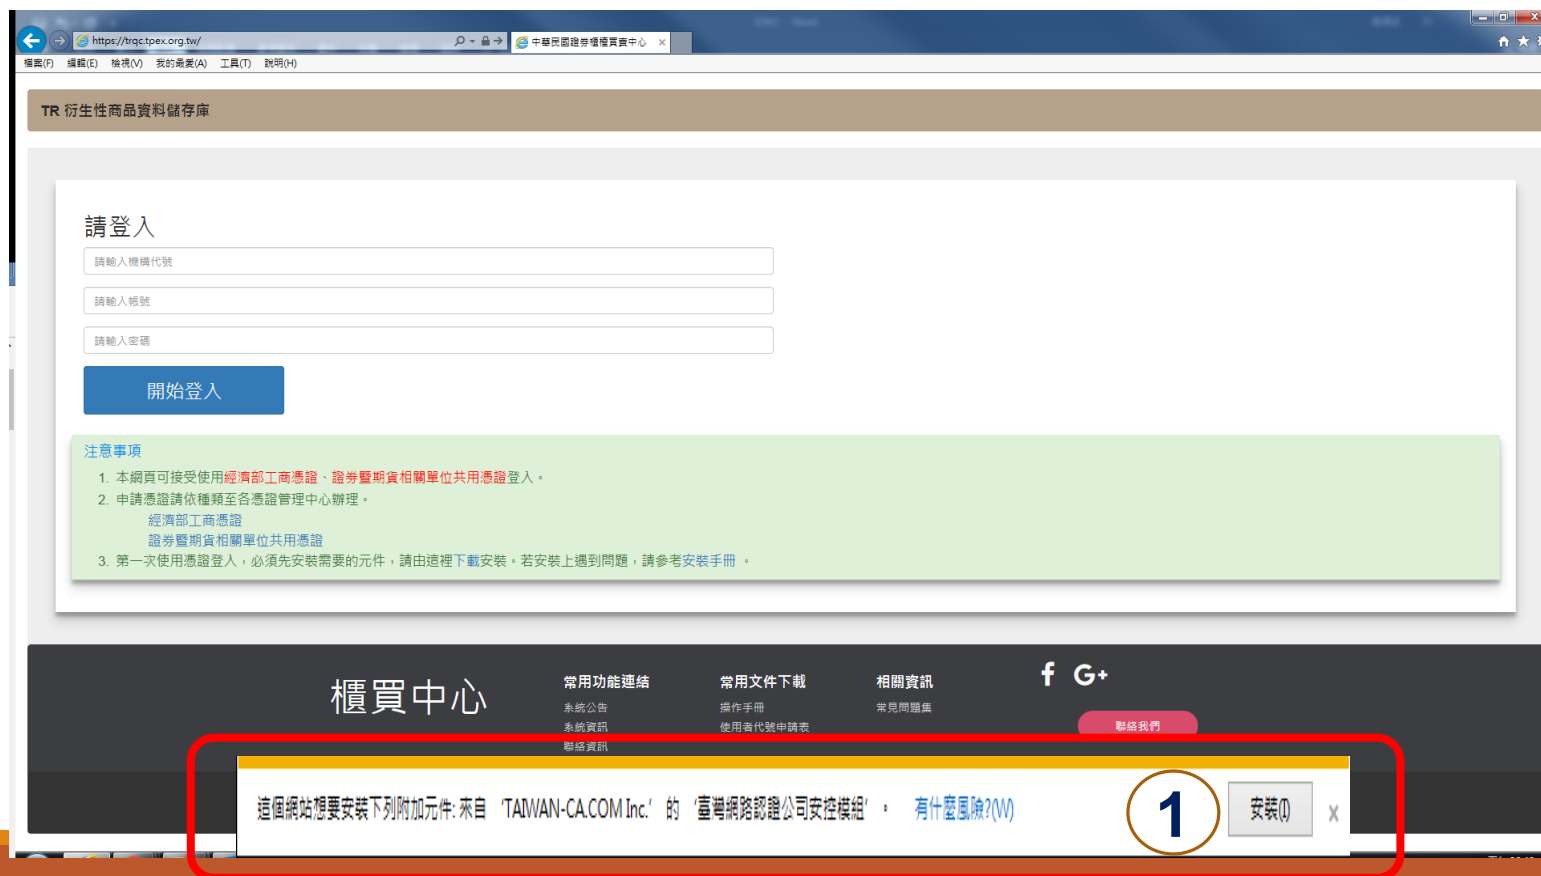 https://trqc.tpex.org.tw/
中華民國證券櫃檯買賣中心
檔案(F) 編輯(E) 檢視(V) 我的最愛(A) 工具(T) 說明(H)
TR 衍生性商品資料儲存庫
請登入
請輸入機構代號
請輸入帳號
請輸入密碼
開始登入
注意事項
1. 本網頁可接受使用經濟部工商憑證、證券暨期貨相關單位共用憑證登入。
2. 申請憑證請依種類至各憑證管理中心辦理。
經濟部工商憑證
證券暨期貨相關單位共用憑證
3. 第一次使用憑證登入，必須先安裝需要的元件，請由這裡下載安裝。若安裝上遇到問題，請參考安裝手冊 。
櫃買中心
常用功能連結
系統公告
系統資訊
聯絡資訊
常用文件下載
操作手冊
使用者代號申請表
相關資訊
常見問題集
f G+
聯絡我們
這個網站想要安裝下列附加元件: 來自 'TAIWAN-CA.COM Inc.' 的 '臺灣網路認證公司安控模組'。 有什麼風險?(W)
1
安裝(I)
x